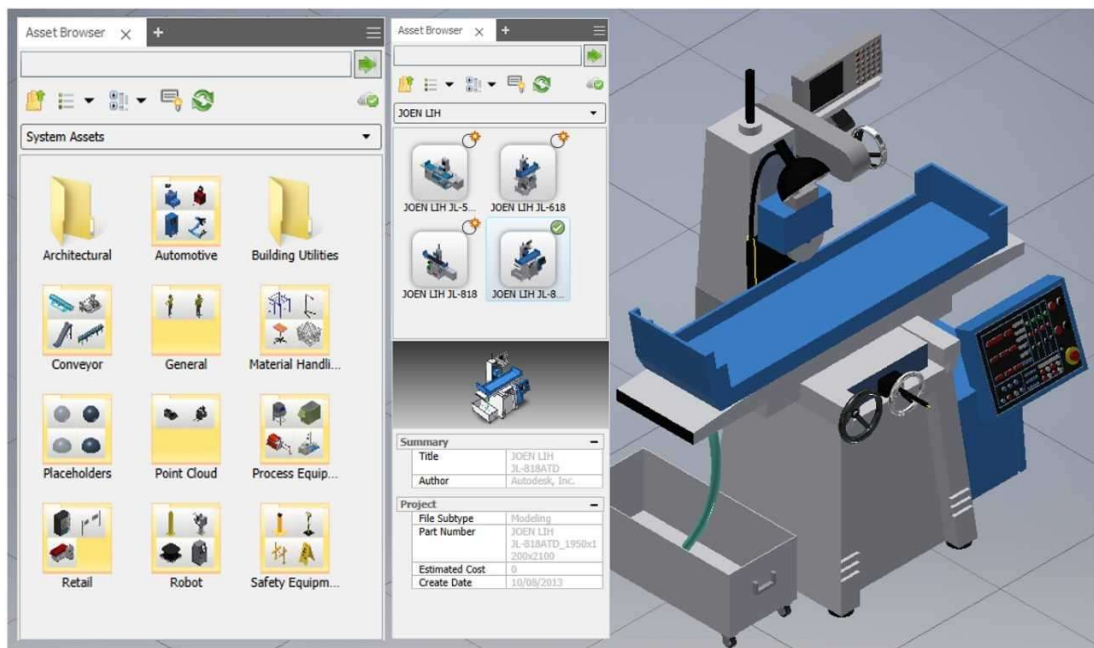 Asset Browser
System Assets
Architectural
Automotive
Building Utilities
Conveyor
General
Material Handli...
Placeholders
Point Cloud
Process Equip...
Retail
Robot
Safety Equipm...
Asset Browser
JOEN LIH
JOEN LIH JL-5...
JOEN LIH JL-618
JOEN LIH JL-818
JOEN LIH JL-8...
Summary
Title JOEN LIH
JL-818ATD
Author Autodesk, Inc.
Project
File Subtype Modeling
Part Number JOEN LIH
JL-818ATD_1950x1
200x2100
Estimated Cost 0
Create Date 10/08/2013